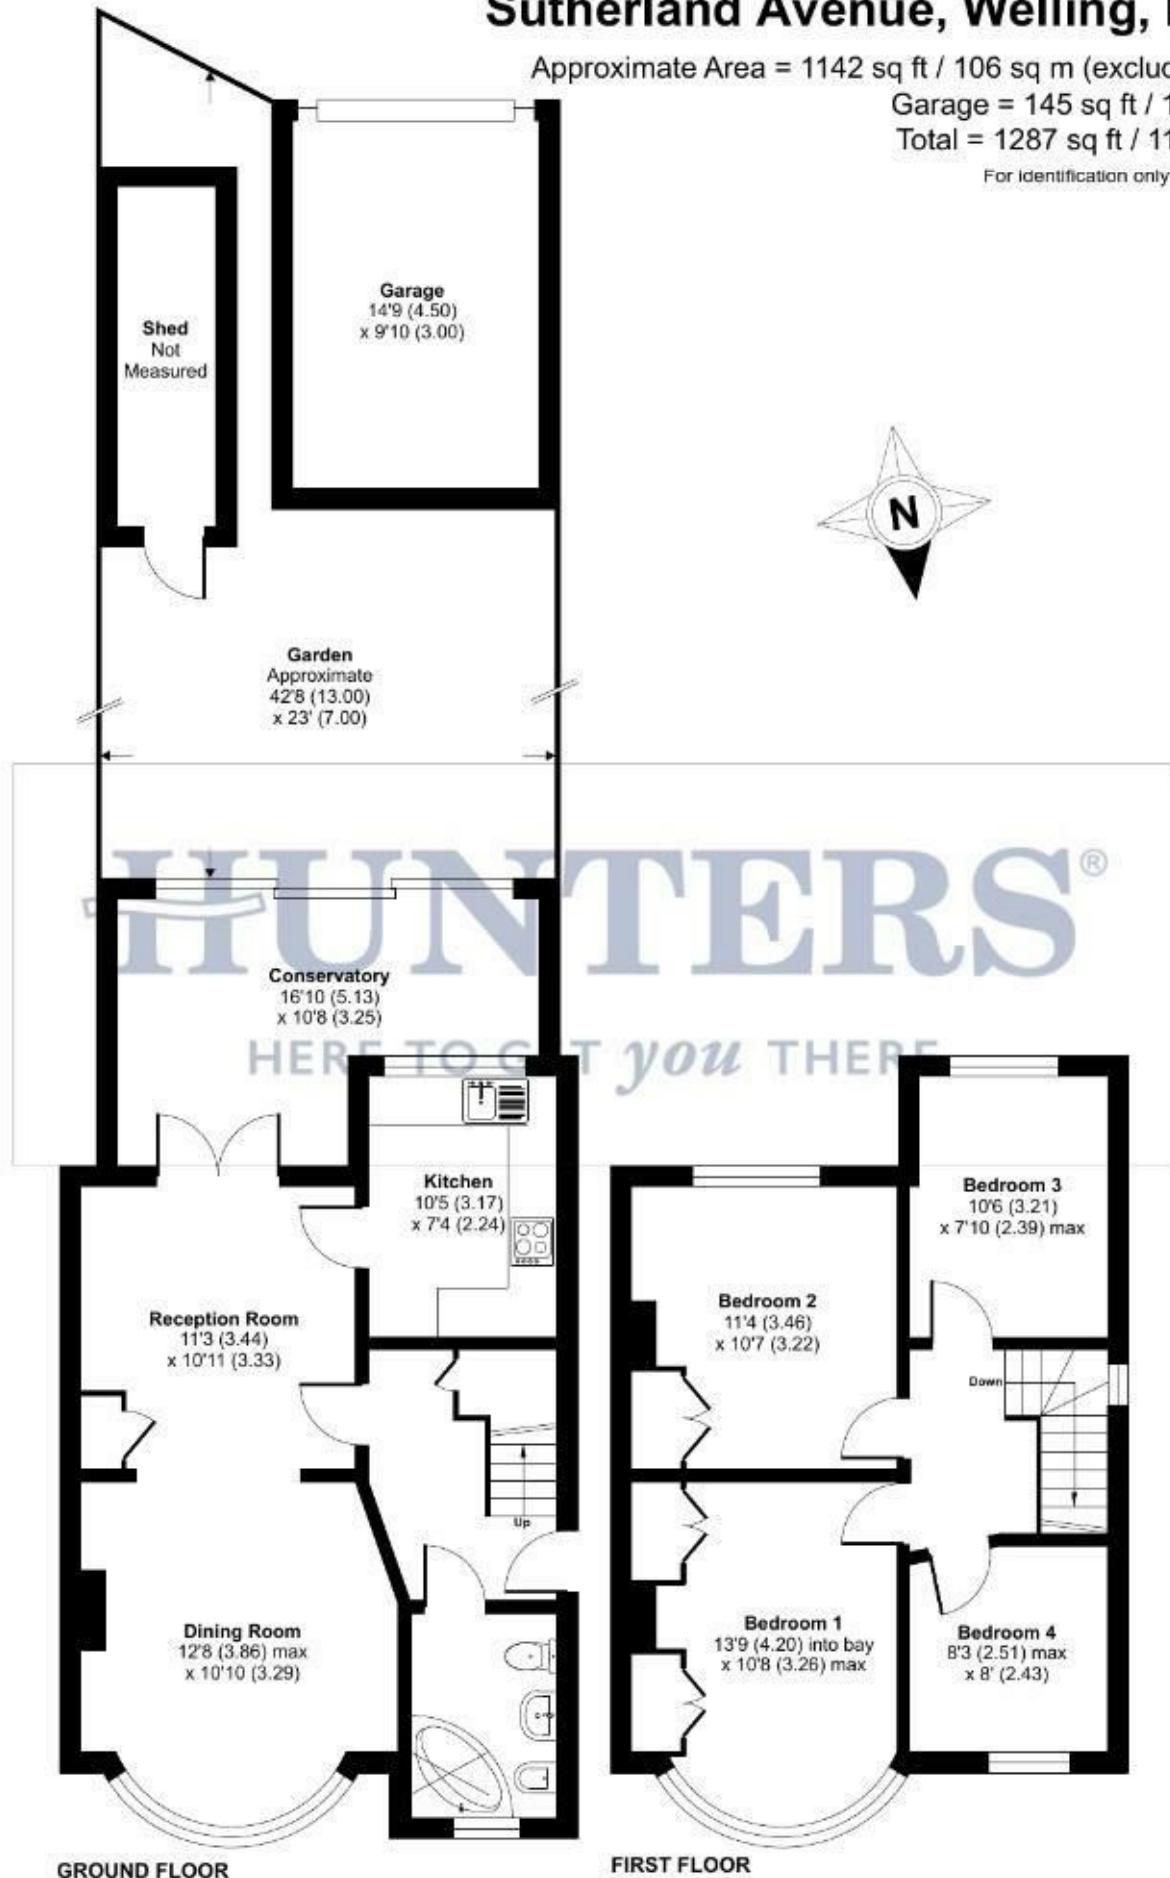 Sutherland Avenue, Welling,
Approximate Area = 1142 sq ft / 106 sq m
Garage = 145 sq ft /
Total = 1287 sq ft /
For identification only
Garage
14'9 (4.50)
x 9'10 (3.00)
Shed
Not
Measured
N
Garden
Approximate
42'8 (13.00)
x 23' (7.00)
HUNTERS®
HERE TO GET you THERE
Conservatory
16'10 (5.13)
x 10'8 (3.25)
Kitchen
10'5 (3.17)
x 7'4 (2.24)
Reception Room
11'3 (3.44)
x 10'11 (3.33)
Up
Dining Room
12'8 (3.86) max
x 10'10 (3.29)
GROUND FLOOR
Bedroom 3
10'6 (3.21)
x 7'10 (2.39) max
Bedroom 2
11'4 (3.46)
x 10'7 (3.22)
Down
Bedroom 1
13'9 (4.20) into bay
x 10'8 (3.26) max
Bedroom 4
8'3 (2.51) max
x 8' (2.43)
FIRST FLOOR